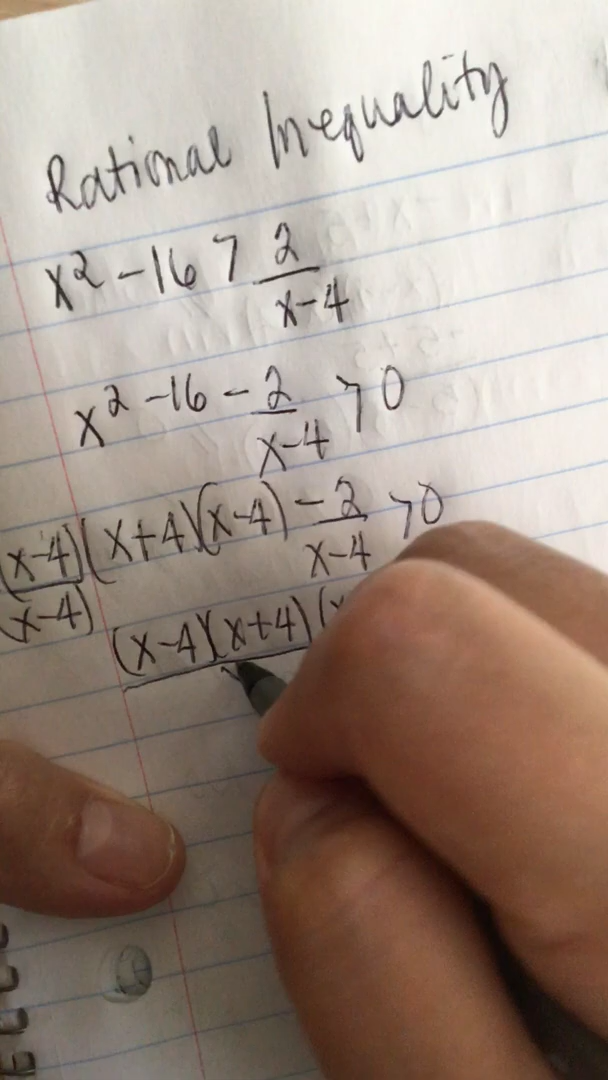 Rational Inequality
x² - 16 > 2/(x-4)
x² - 16 - 2/(x-4) > 0
(x-4)/(x-4) (x+4)(x-4) - 2/(x-4) > 0
(x-4)(x+4)(x